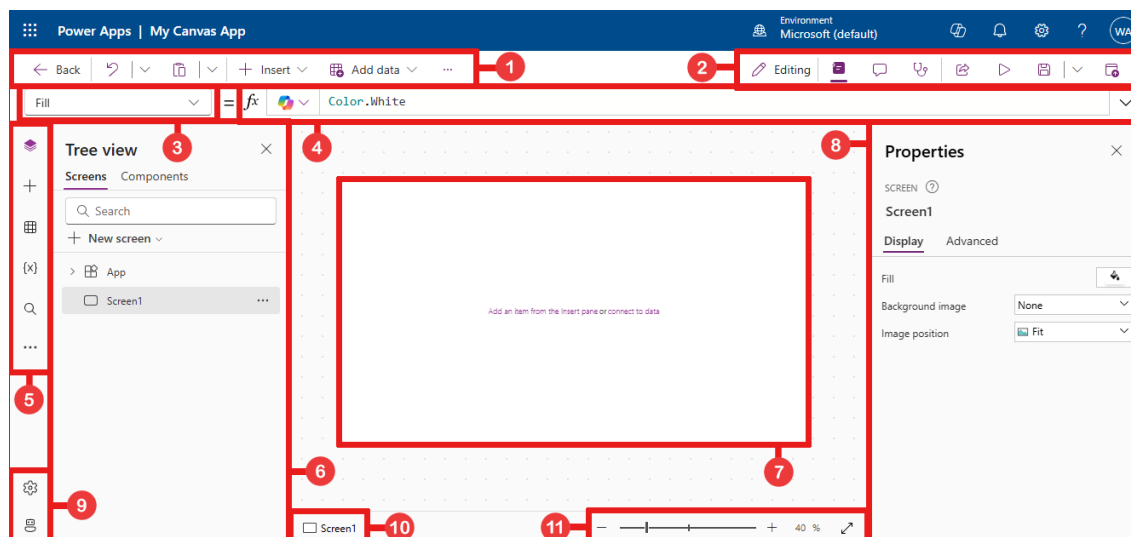 Power Apps | My Canvas App
Environment
Microsoft (default)
WA
Back
Insert
Add data
...
1
2
Editing
Fill
=
fx
Color.White
3
4
8
Tree view
Screens
Components
Search
New screen
{x}
App
Screen1
...
...
5
6
7
9
Add an item from the Insert pane or connect to data
Properties
SCREEN
?
Screen1
Display
Advanced
Fill
Background image
None
Image position
Fit
Screen1
10
11
40 %